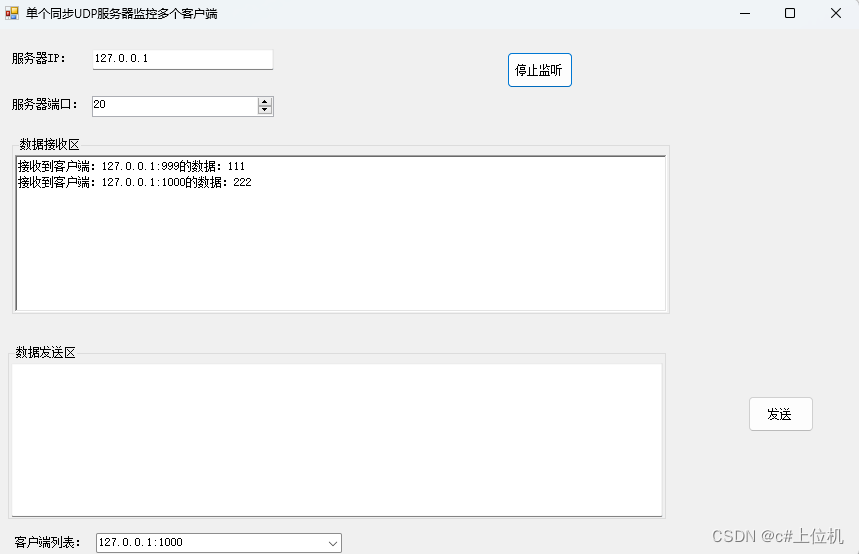 单个同步UDP服务器监控多个客户端
服务器IP： 127.0.0.1
停止监听
服务器端口： 20
数据接收区
接收到客户端：127.0.0.1:999的数据：111
接收到客户端：127.0.0.1:1000的数据：222
数据发送区
发送
客户端列表： 127.0.0.1:1000
CSDN @c#上位机